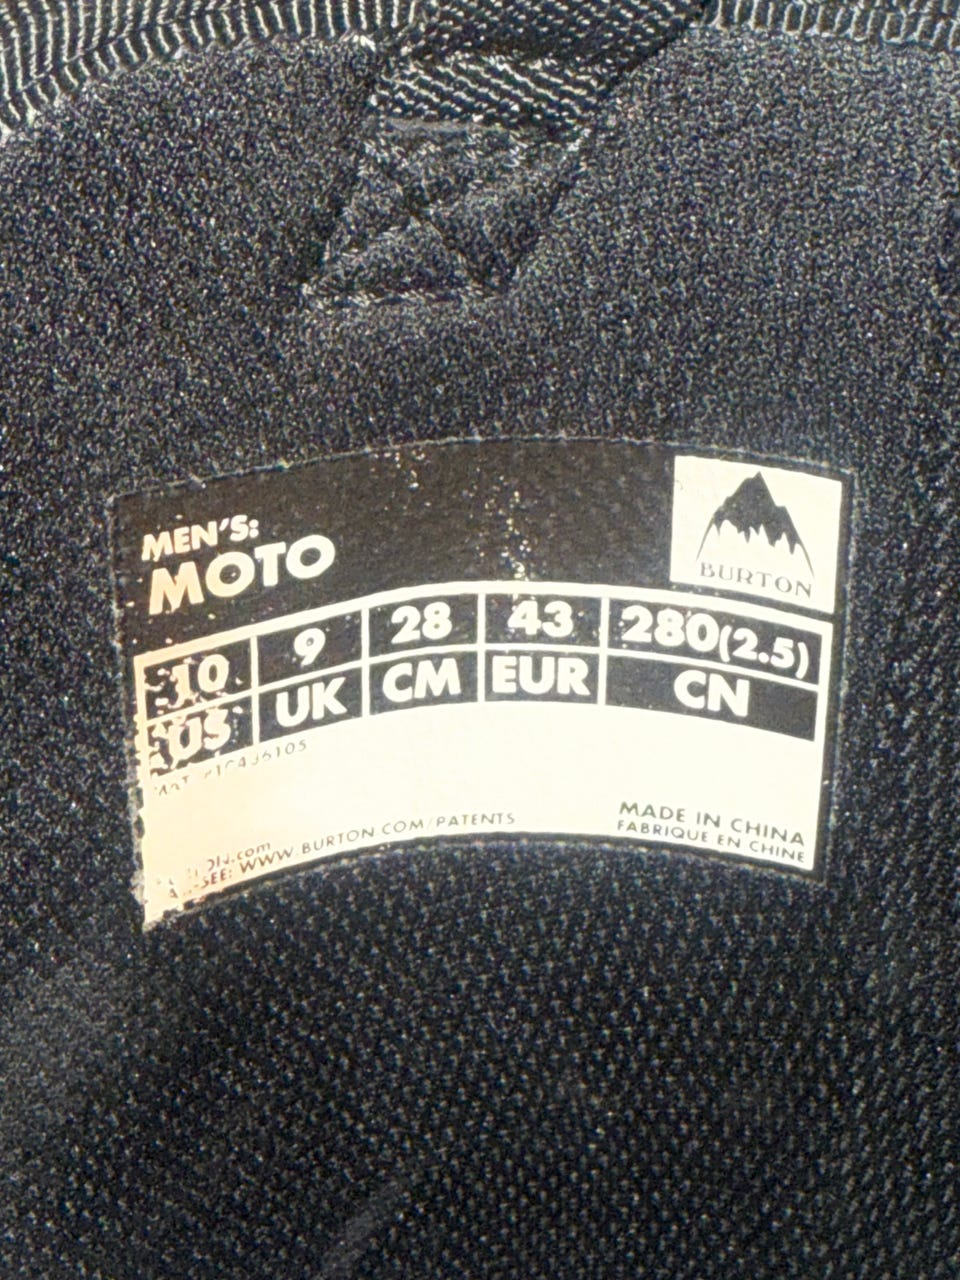 MEN'S:
MOTO
BURTON
10 9 28 43 280(2.5)
US UK CM EUR CN
MADE IN CHINA
FABRIQUE EN CHINE
SEE: WWW.BURTON.COM/PATENTS